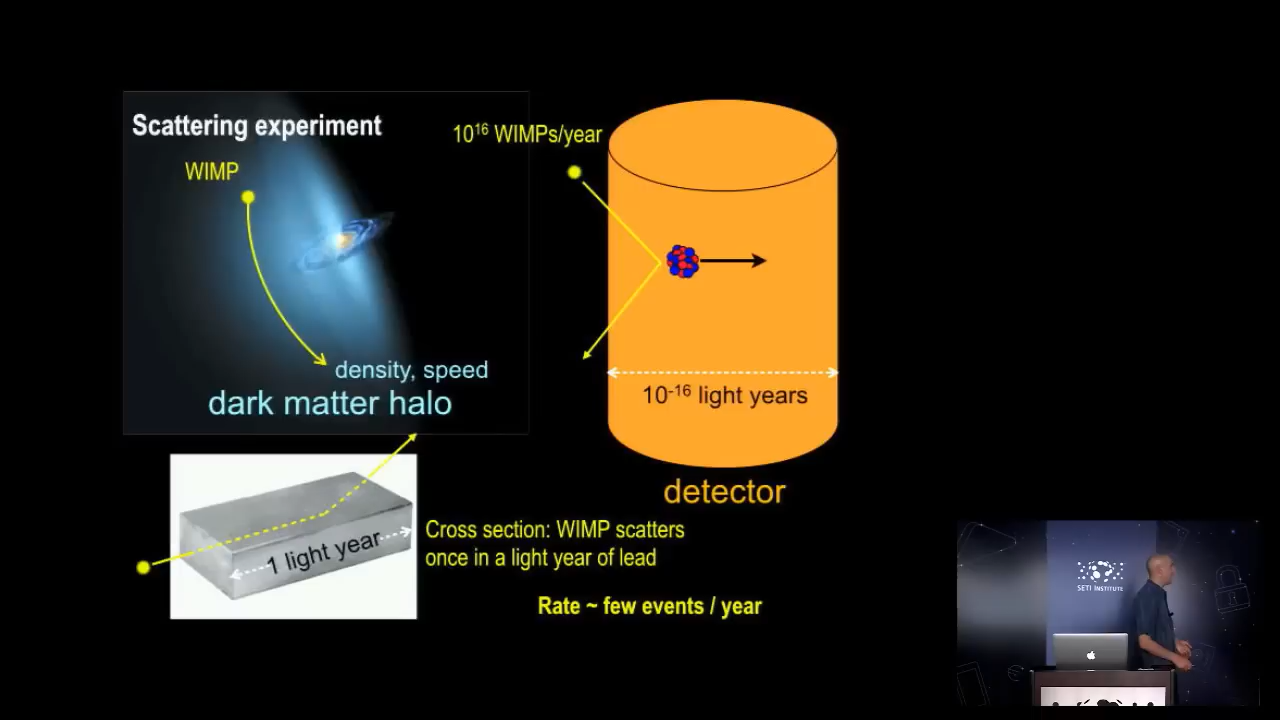 Scattering experiment
WIMP
density, speed
dark matter halo
10¹⁶ WIMPs/year
10⁻¹⁶ light years
detector
1 light year
Cross section: WIMP scatters
once in a light year of lead
Rate ~ few events / year
SETI INSTITUTE